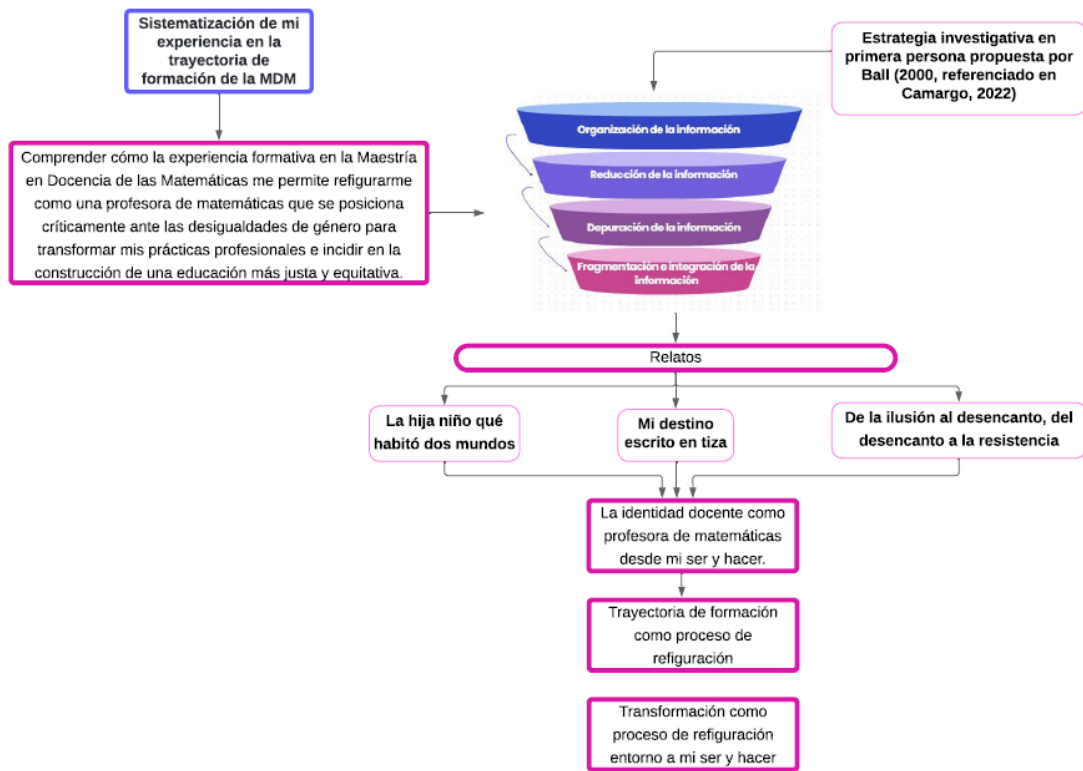 Sistematización de mi
experiencia en la
trayectoria de
formación de la MDM
Estrategia investigativa en
primera persona propuesta por
Ball (2000, referenciado en
Camargo, 2022)
Comprender cómo la experiencia formativa en la Maestría
en Docencia de las Matemáticas me permite refigurarme
como una profesora de matemáticas que se posiciona
críticamente ante las desigualdades de género para
transformar mis prácticas profesionales e incidir en la
construcción de una educación más justa y equitativa.
Organización de la información
Reducción de la información
Depuración de la información
Fragmentación e integración de la
información
Relatos
La hija niño qué
habitó dos mundos
Mi destino
escrito en tiza
De la ilusión al desencanto, del
desencanto a la resistencia
La identidad docente como
profesora de matemáticas
desde mi ser y hacer.
Trayectoria de formación
como proceso de
refiguración
Transformación como
proceso de refiguración
entorno a mi ser y hacer